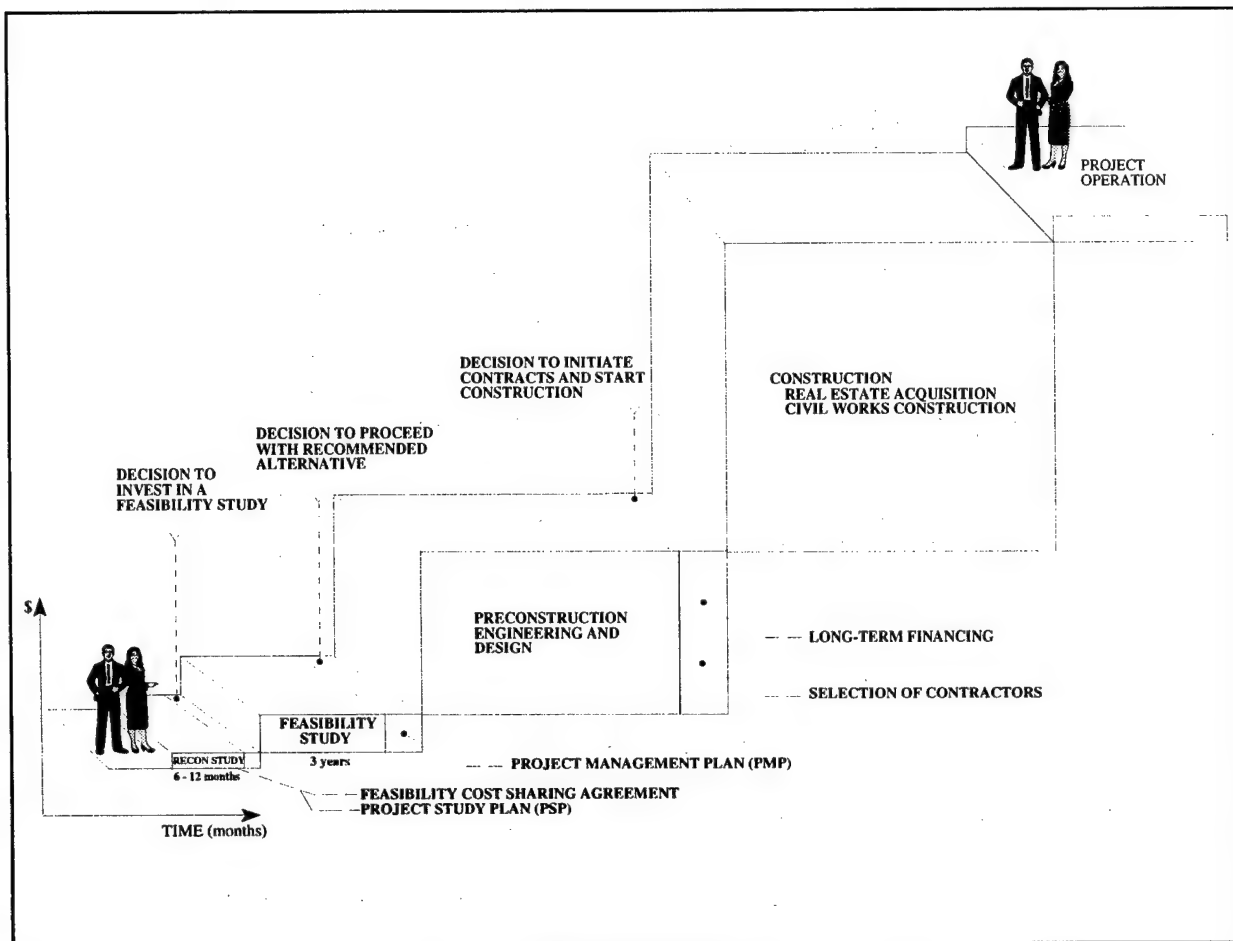 PROJECT
OPERATION
DECISION TO INITIATE
CONTRACTS AND START
CONSTRUCTION
CONSTRUCTION
REAL ESTATE ACQUISITION
CIVIL WORKS CONSTRUCTION
DECISION TO PROCEED
WITH RECOMMENDED
ALTERNATIVE
DECISION TO
INVEST IN A
FEASIBILITY STUDY
$
PRECONSTRUCTION
ENGINEERING AND
DESIGN
LONG-TERM FINANCING
SELECTION OF CONTRACTORS
FEASIBILITY
STUDY
3 years
RECON STUDY
6 - 12 months
PROJECT MANAGEMENT PLAN (PMP)
FEASIBILITY COST SHARING AGREEMENT
PROJECT STUDY PLAN (PSP)
TIME (months)